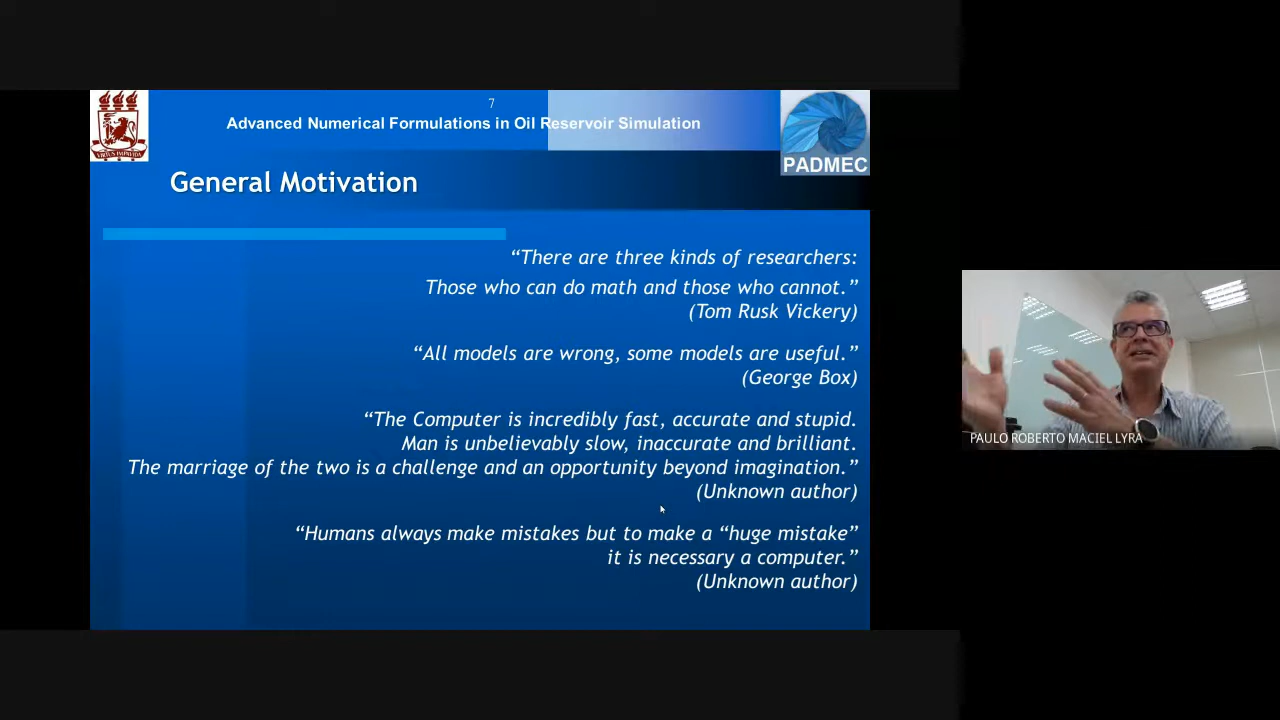 7
Advanced Numerical Formulations in Oil Reservoir Simulation
PADMEC
General Motivation
“There are three kinds of researchers:
Those who can do math and those who cannot.”
(Tom Rusk Vickery)
“All models are wrong, some models are useful.”
(George Box)
“The Computer is incredibly fast, accurate and stupid.
Man is unbelievably slow, inaccurate and brilliant.
The marriage of the two is a challenge and an opportunity beyond imagination.”
(Unknown author)
“Humans always make mistakes but to make a “huge mistake”
it is necessary a computer.”
(Unknown author)
PAULO ROBERTO MACIEL LYRA